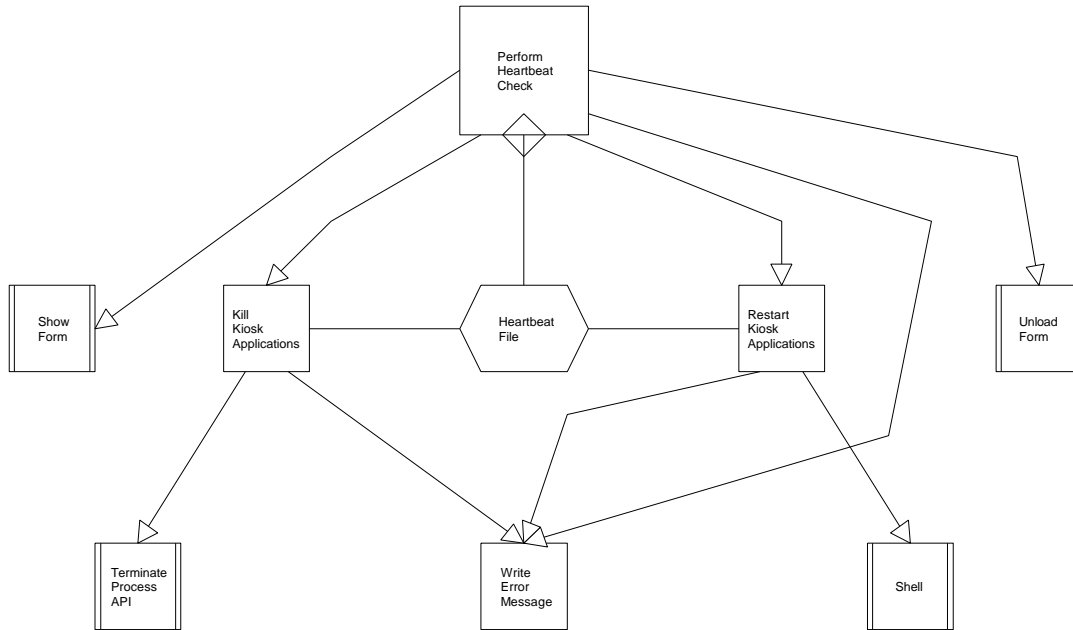 Perform
Heartbeat
Check
Show
Form
Kill
Kiosk
Applications
Heartbeat
File
Restart
Kiosk
Applications
Unload
Form
Terminate
Process
API
Write
Error
Message
Shell